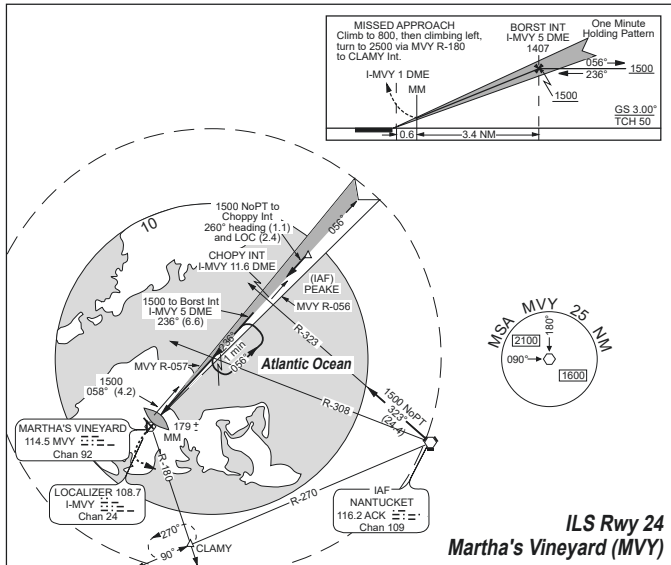 MISSED APPROACH
Climb to 800, then climbing left,
turn to 2500 via MVY R-180
to CLAMY Int.
BORST INT
I-MVY 5 DME
1407
One Minute
Holding Pattern
I-MVY 1 DME
MM
056°
236°
1500
1500
GS 3.00°
TCH 50
0.6
3.4 NM
10
1500 NoPT to
Choppy Int
260° heading (1.1)
and LOC (2.4)
056°
CHOPY INT
I-MVY 11.6 DME
(IAF)
PEAKE
MVY R-056
1500 to Borst Int
I-MVY 5 DME
236° (6.6)
R-323
236°
1 min
056°
Atlantic Ocean
MVY R-057
1500
058° (4.2)
R-308
1500 NoPT
323°
(24.4)
MARTHA'S VINEYARD
114.5 MVY
Chan 92
179 ±
MM
R-180
LOCALIZER 108.7
I-MVY
Chan 24
R-270
IAF
NANTUCKET
116.2 ACK
Chan 109
270°
90°
CLAMY
MSA MVY 25 NM
180°
2100
090°
1600
ILS Rwy 24
Martha's Vineyard (MVY)